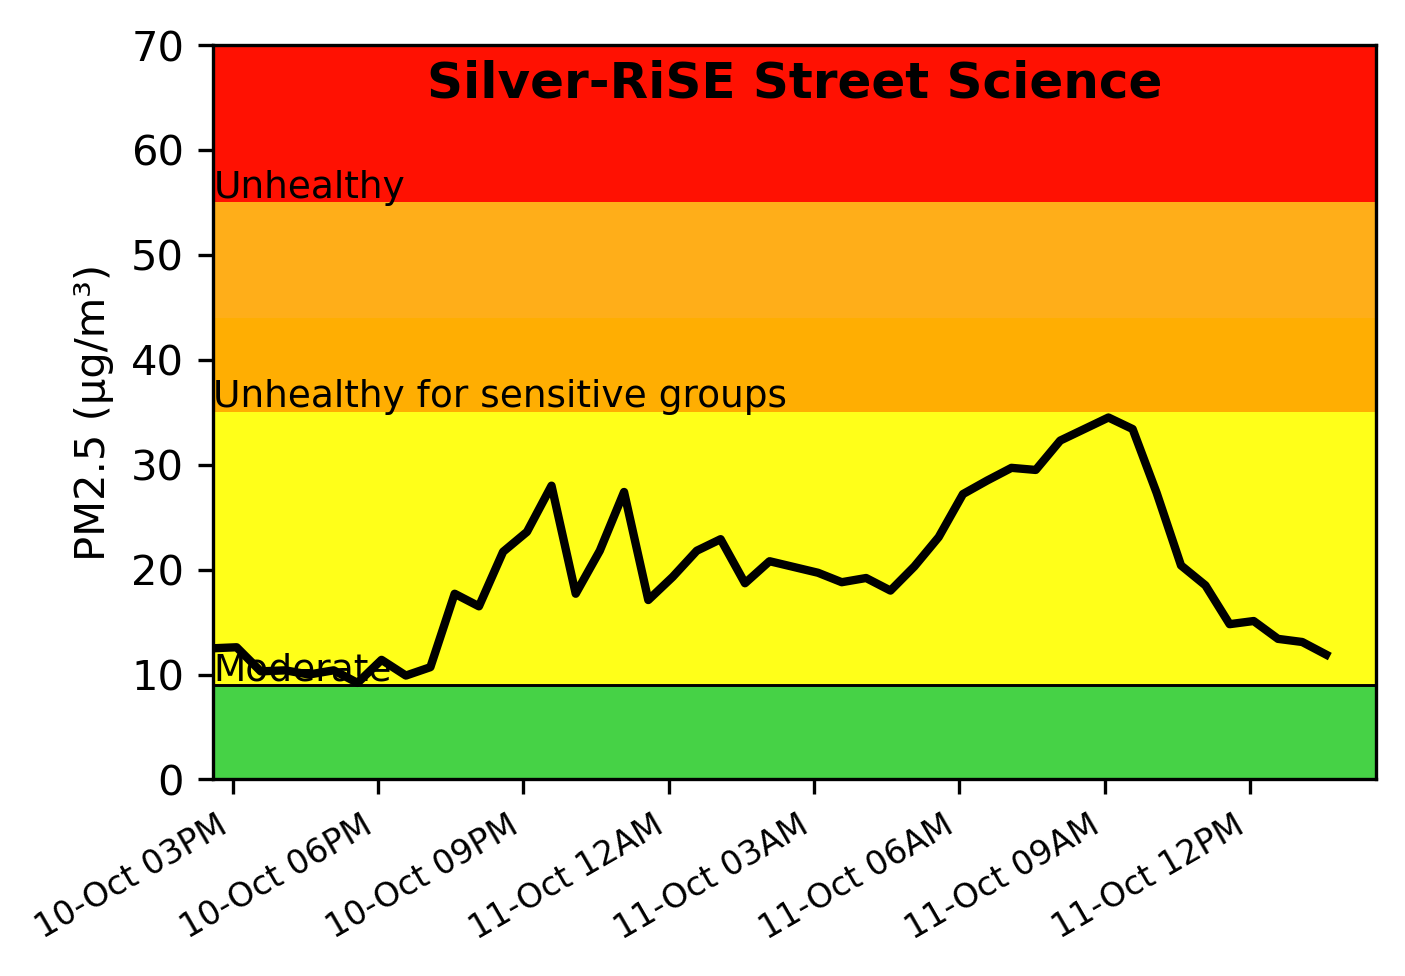 Silver-RiSE Street Science
70
60
Unhealthy
50
40
Unhealthy for sensitive groups
PM2.5 (µg/m³)
30
20
Moderate
10
0
10-Oct 03PM
10-Oct 06PM
10-Oct 09PM
11-Oct 12AM
11-Oct 03AM
11-Oct 06AM
11-Oct 09AM
11-Oct 12PM